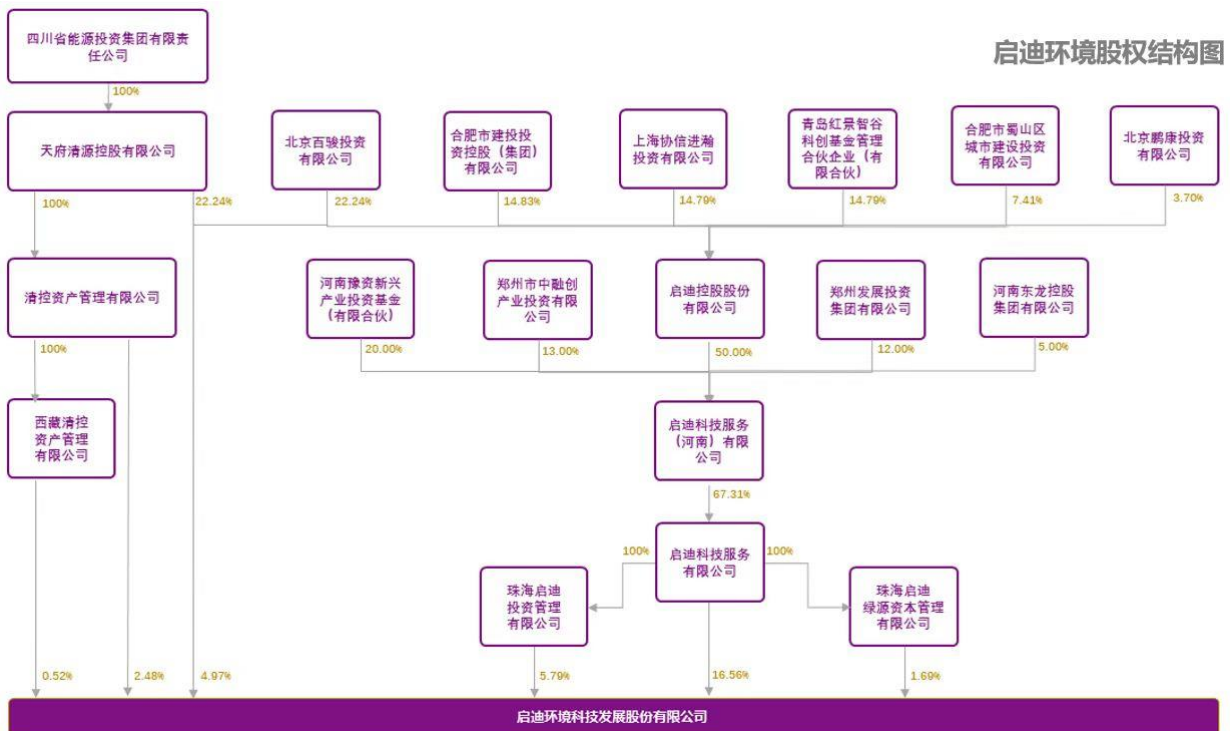 启迪环境股权结构图
四川省能源投资集团有限责
任公司
100%
天府清源控股有限公司
北京百骏投资
有限公司
合肥市建投投
资控股（集团）
有限公司
上海协信进瀚
投资有限公司
青岛红景智谷
科创基金管理
合伙企业（有
限合伙）
合肥市蜀山区
城市建设投资
有限公司
北京鹏康投资
有限公司
100%
22.24%
22.24%
14.83%
14.79%
14.79%
7.41%
3.70%
清控资产管理有限公司
河南豫资新兴
产业投资基金
（有限合伙）
郑州市中融创
产业投资有限
公司
启迪控股股份
有限公司
郑州发展投资
集团有限公司
河南东龙控股
集团有限公司
100%
20.00%
13.00%
50.00%
12.00%
5.00%
西藏清控
资产管理
有限公司
启迪科技服务
（河南）有限
公司
67.31%
启迪科技服务
有限公司
100%
100%
珠海启迪
投资管理
有限公司
珠海启迪
绿源资本管理
有限公司
0.52%
2.48%
4.97%
5.79%
16.56%
1.69%
启迪环境科技发展股份有限公司